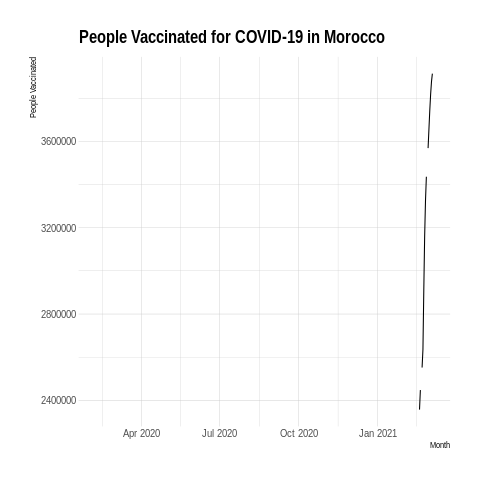 People Vaccinated for COVID-19 in Morocco
People Vaccinated
3600000
3200000
2800000
2400000
Apr 2020
Jul 2020
Oct 2020
Jan 2021
Month